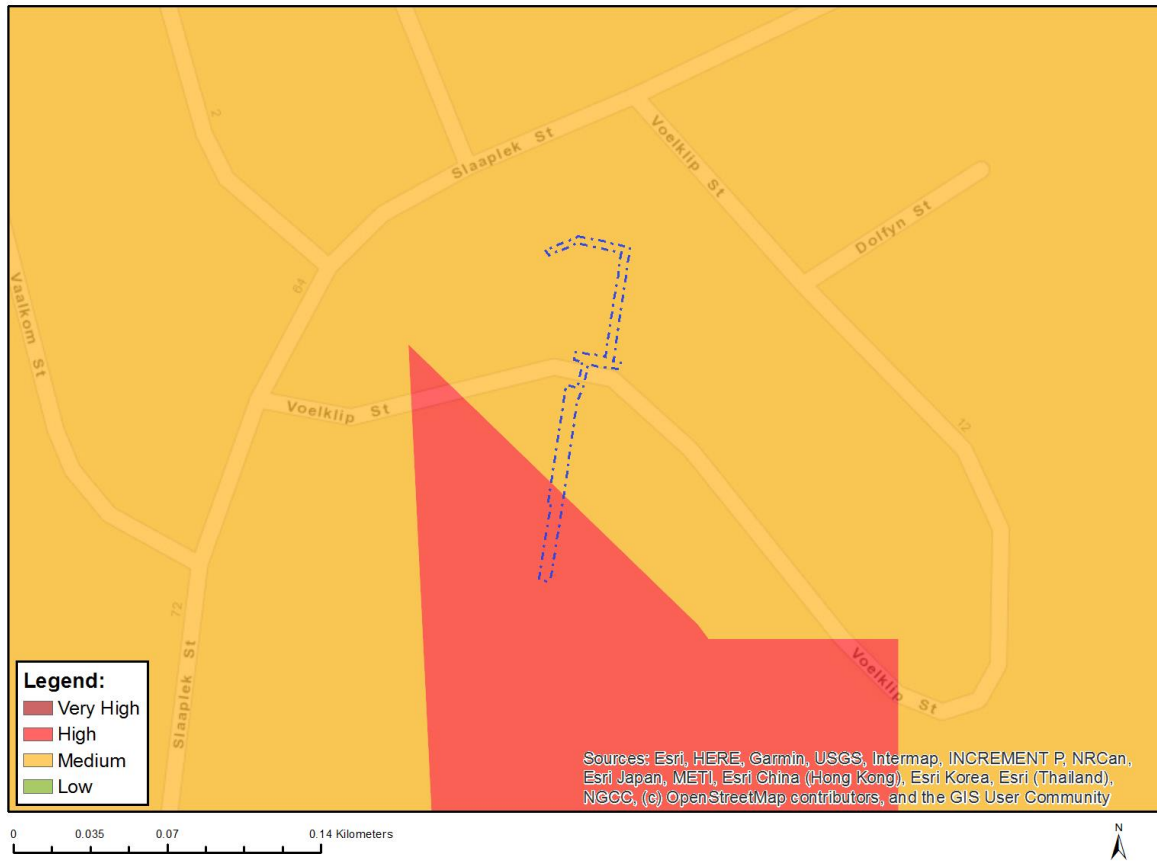 2
Slaaplek St
Voelklip St
Dolfyn St
Vaalkom St
64
Voelklip St
12
72
Slaaplek St
Voelklip St
Legend:
Very High
High
Medium
Low
Sources: Esri, HERE, Garmin, USGS, Intermap, INCREMENT P, NRCan,
Esri Japan, METI, Esri China (Hong Kong), Esri Korea, Esri (Thailand),
NGCC, (c) OpenStreetMap contributors, and the GIS User Community
0 0.035 0.07 0.14 Kilometers
N